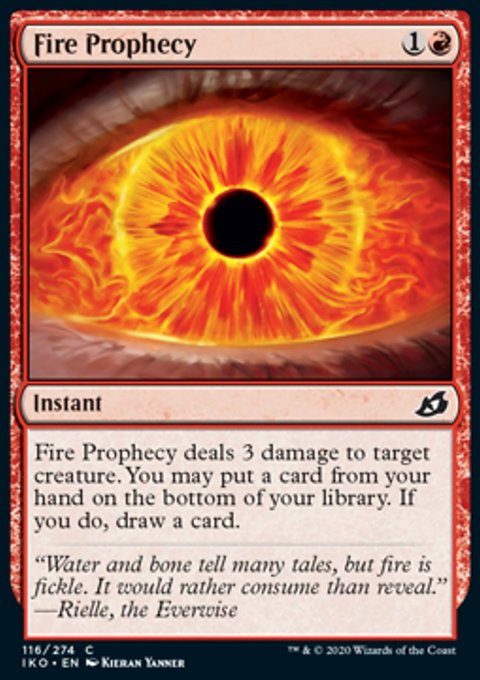 Fire Prophecy 1
Instant
Fire Prophecy deals 3 damage to target
creature. You may put a card from your
hand on the bottom of your library. If
you do, draw a card.
“Water and bone tell many tales, but fire is
fickle. It would rather consume than reveal.”
—Rielle, the Everwise
116/274 C
IKO • EN Kieran Yanner
™ & © 2020 Wizards of the Coast